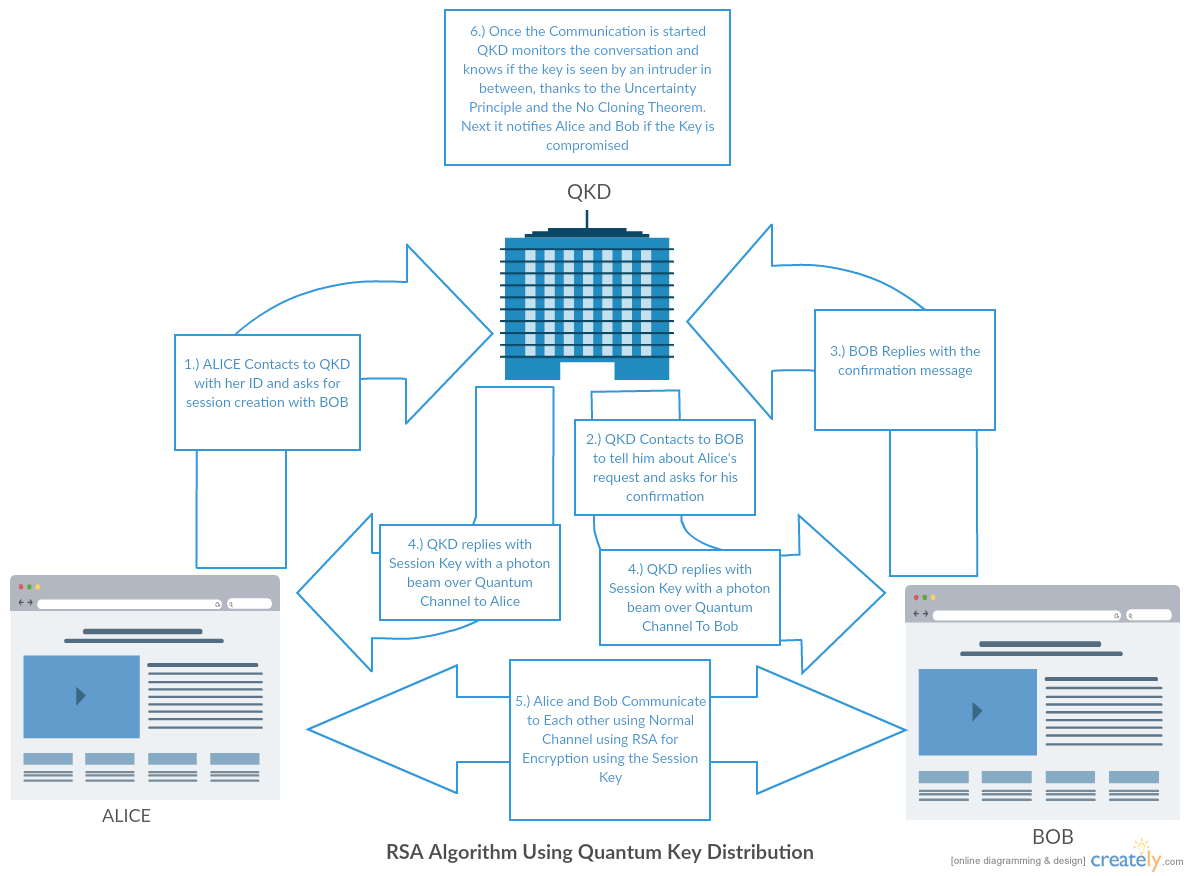 6.) Once the Communication is started
QKD monitors the conversation and
knows if the key is seen by an intruder in
between, thanks to the Uncertainty
Principle and the No Cloning Theorem.
Next it notifies Alice and Bob if the Key is
compromised
QKD
1.) ALICE Contacts to QKD
with her ID and asks for
session creation with BOB
3.) BOB Replies with the
confirmation message
2.) QKD Contacts to BOB
to tell him about Alice's
request and asks for his
confirmation
4.) QKD replies with
Session Key with a photon
beam over Quantum
Channel to Alice
4.) QKD replies with
Session Key with a photon
beam over Quantum
Channel To Bob
5.) Alice and Bob Communicate
to Each other using Normal
Channel using RSA for
Encryption using the Session
Key
ALICE
BOB
RSA Algorithm Using Quantum Key Distribution
[online diagramming & design] creately.com